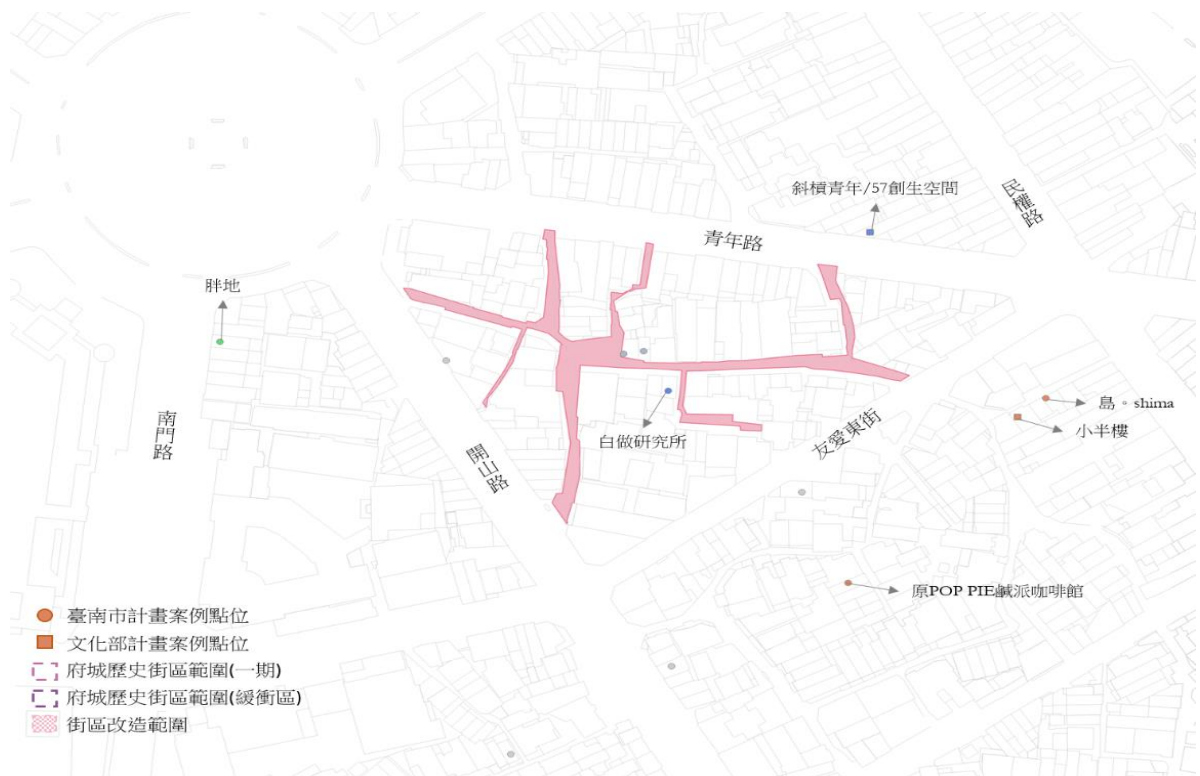 斜槓青年/57創生空間
民權路
青年路
胖地
島。shima
小半樓
南門路
白做研究所
友愛東街
開山路
原POP PIE鹹派咖啡館
臺南市計畫案例點位
文化部計畫案例點位
府城歷史街區範圍(一期)
府城歷史街區範圍(緩衝區)
街區改造範圍